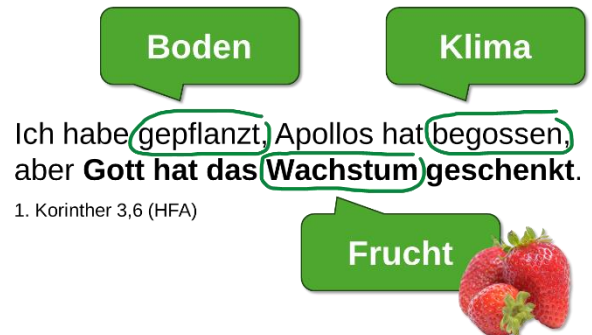 Boden
Klima
Ich habe gepflanzt, Apollos hat begossen,
aber Gott hat das Wachstum geschenkt.
1. Korinther 3,6 (HFA)
Frucht